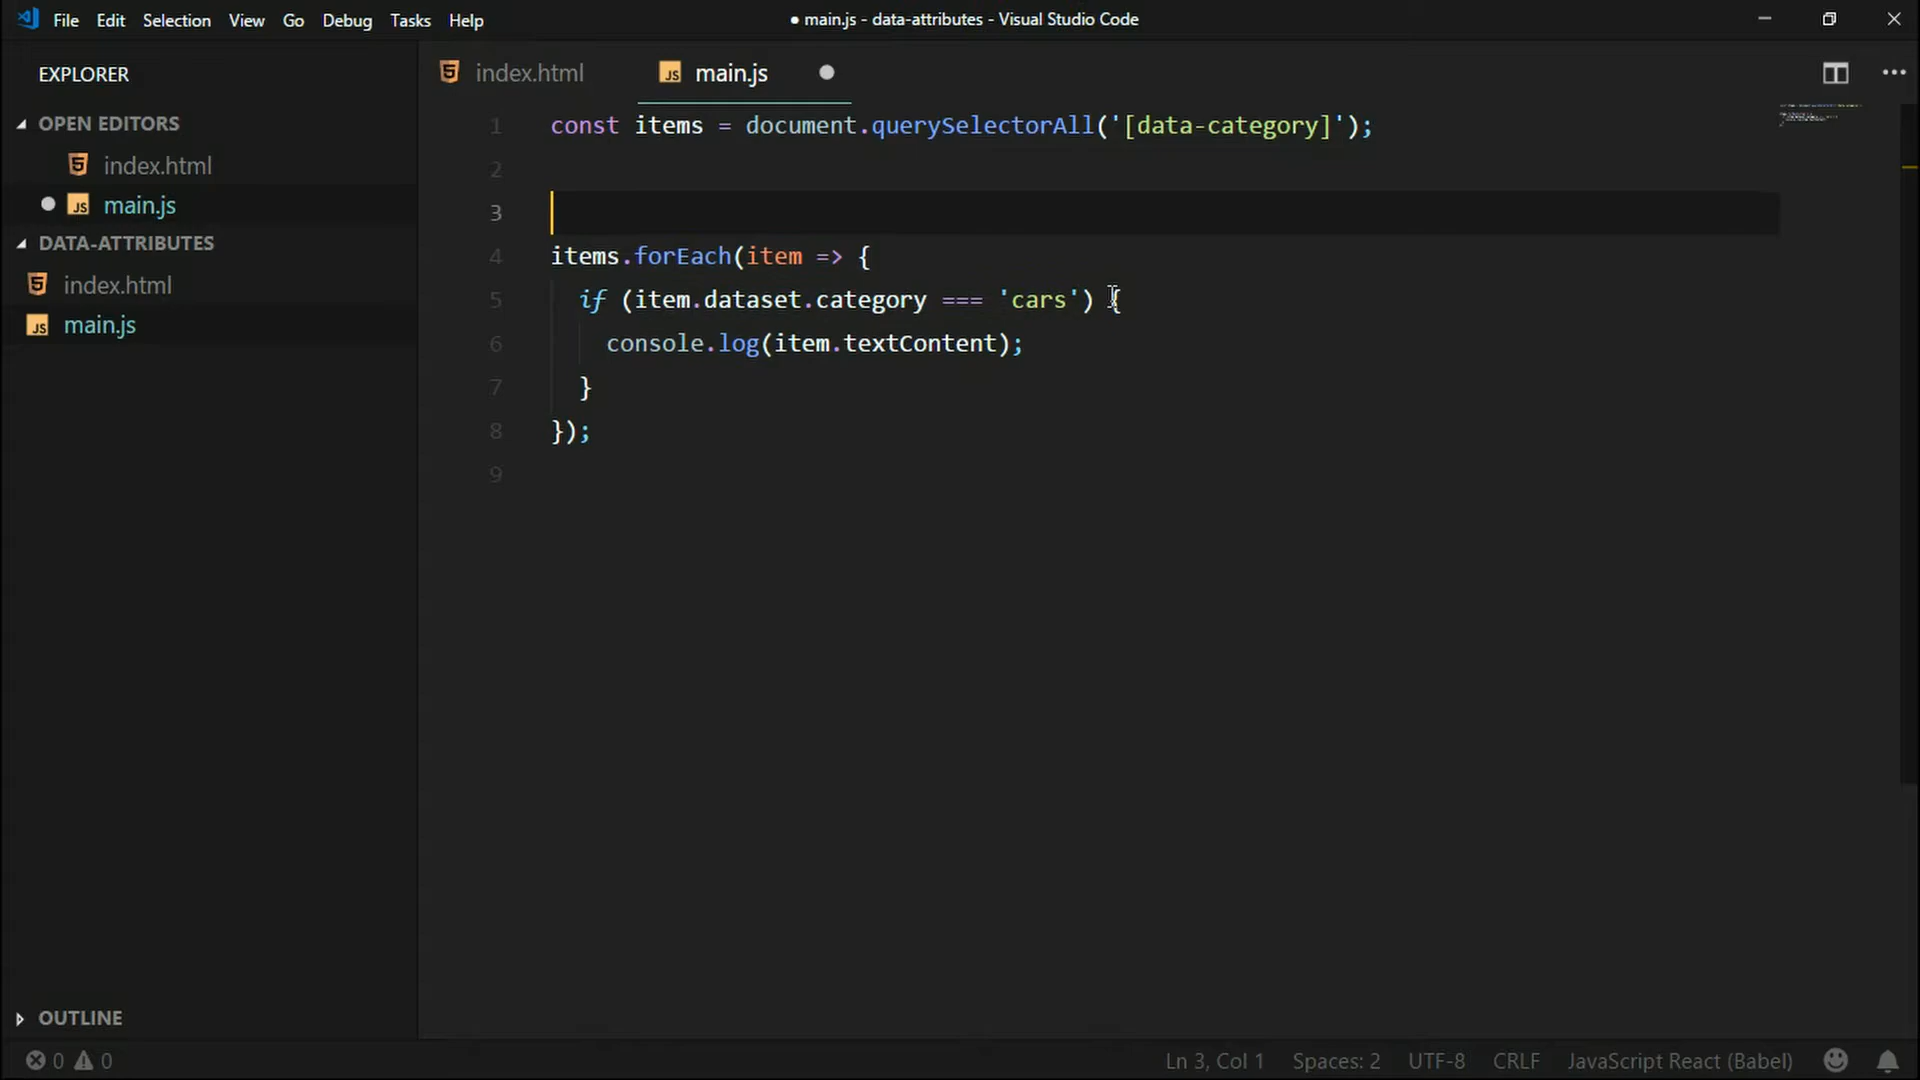 File Edit Selection View Go Debug Tasks Help
● main.js - data-attributes - Visual Studio Code
EXPLORER
OPEN EDITORS
index.html
main.js
DATA-ATTRIBUTES
index.html
main.js
OUTLINE
index.html
main.js
1 const items = document.querySelectorAll('[data-category]');
2
3
4 items.forEach(item => {
5 if (item.dataset.category === 'cars') {
6 console.log(item.textContent);
7 }
8 });
9
0 0
Ln 3, Col 1 Spaces: 2 UTF-8 CRLF JavaScript React (Babel)